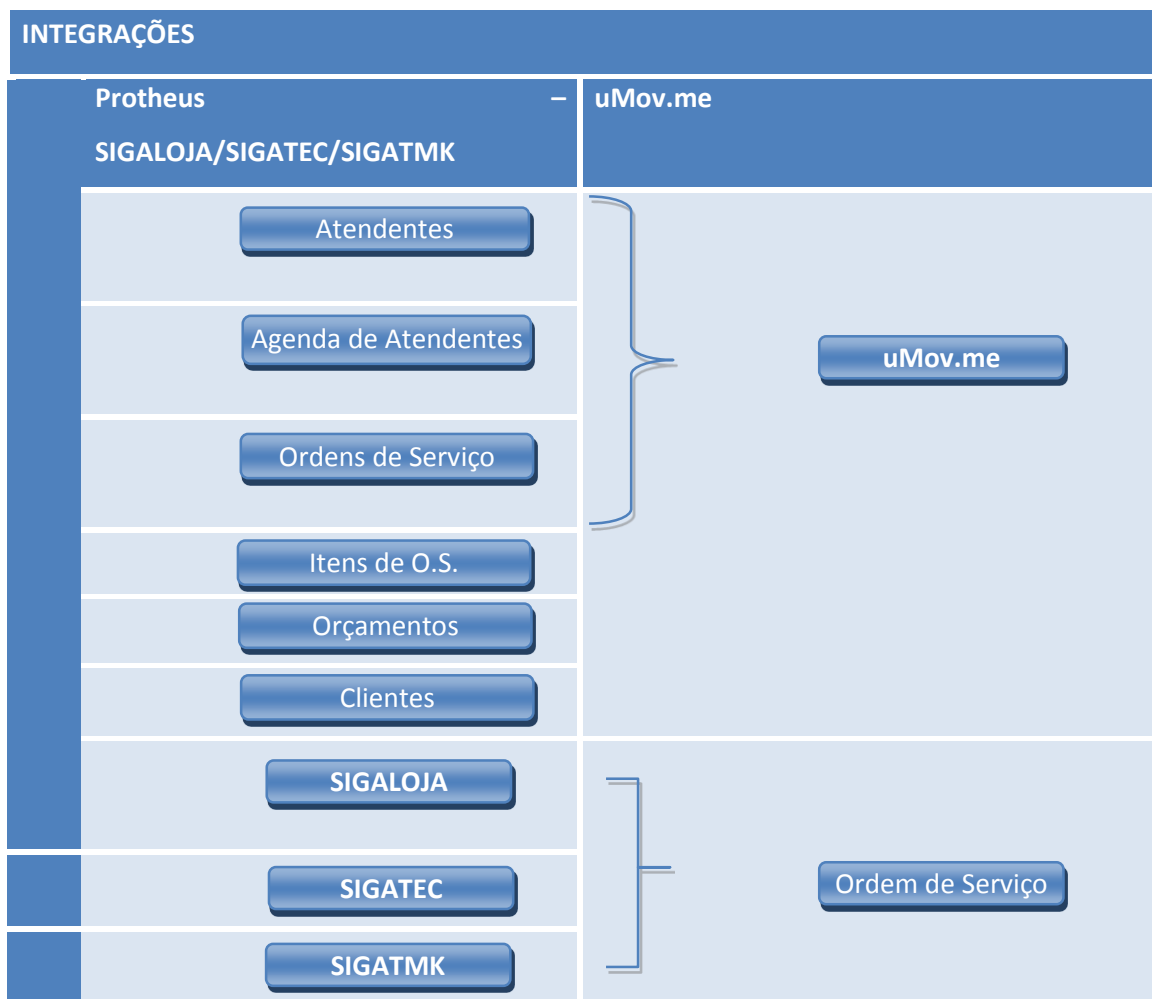 INTEGRAÇÕES
Protheus –
SIGALOJA/SIGATEC/SIGATMK
uMov.me
Atendentes
Agenda de Atendentes
uMov.me
Ordens de Serviço
Itens de O.S.
Orçamentos
Clientes
SIGALOJA
SIGATEC
Ordem de Serviço
SIGATMK